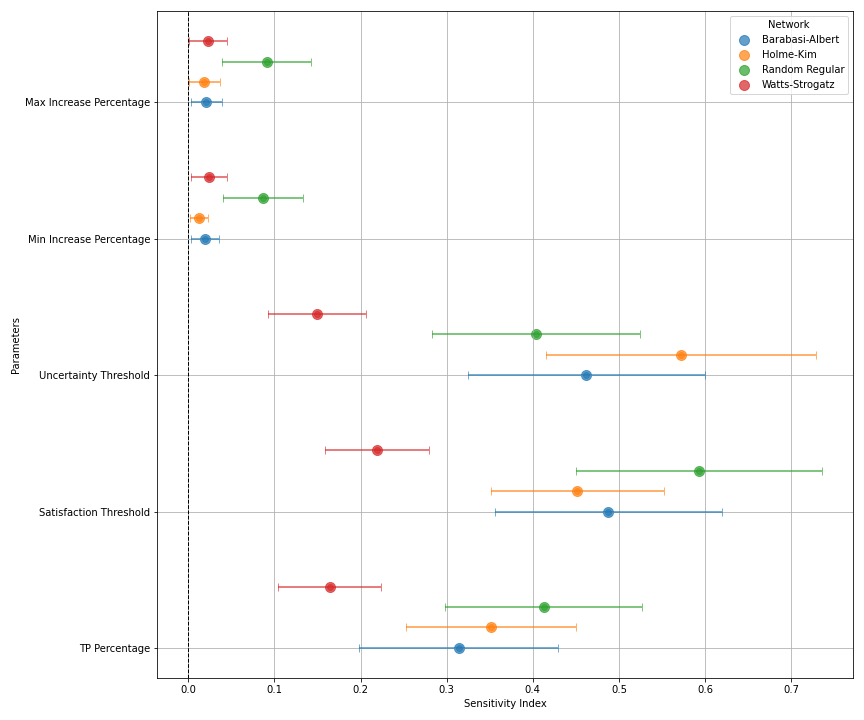 Network
Barabasi-Albert
Holme-Kim
Random Regular
Watts-Strogatz
Max Increase Percentage
Min Increase Percentage
Parameters
Uncertainty Threshold
Satisfaction Threshold
TP Percentage
0.0 0.1 0.2 0.3 0.4 0.5 0.6 0.7
Sensitivity Index